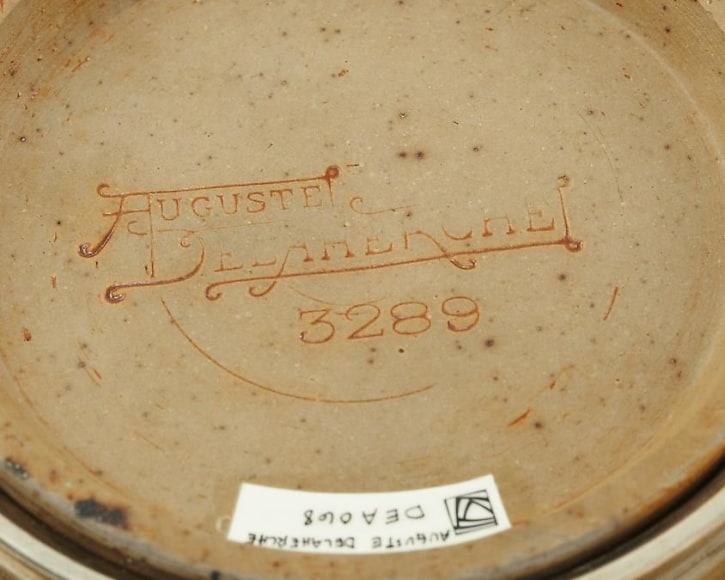 AUGUSTE
DELAHERCHE
3289
DEA068
AUGUSTE DELAHERCHE